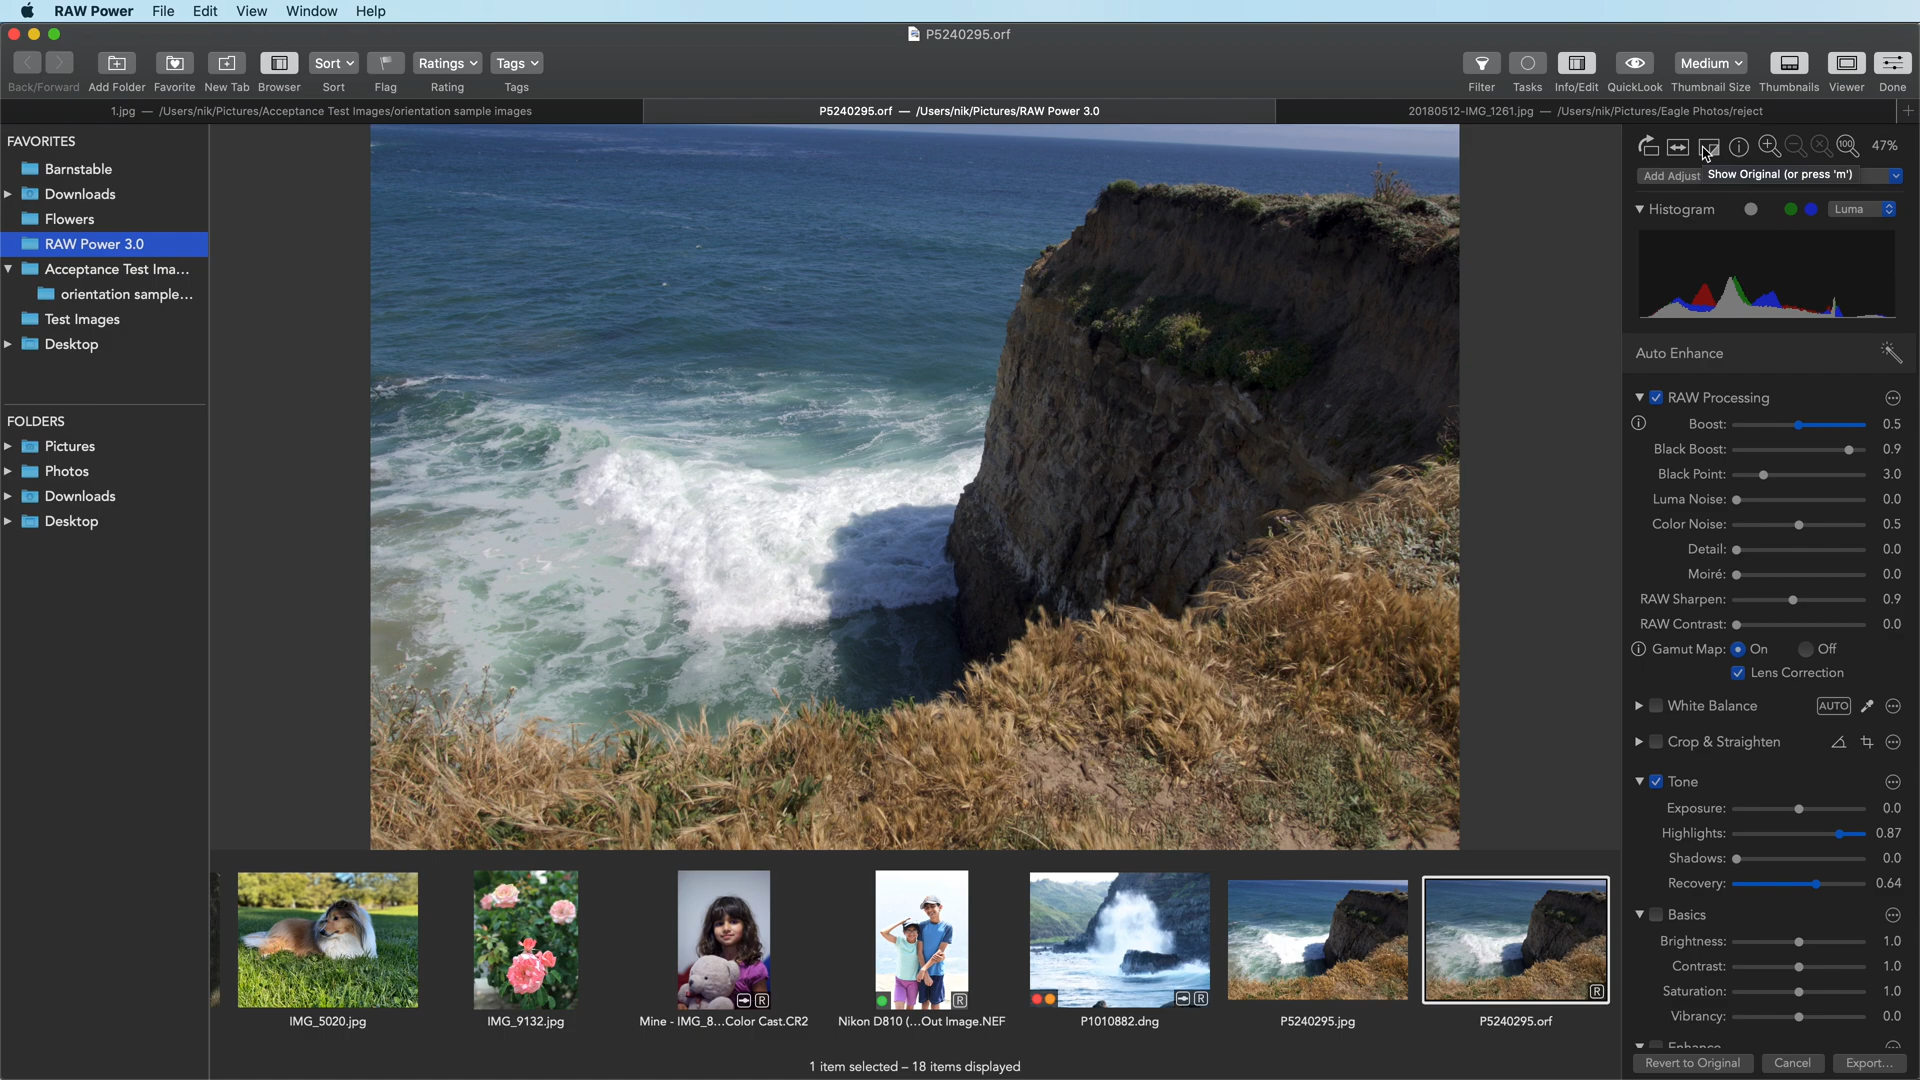 RAW Power File Edit View Window Help
P5240295.orf
Sort Ratings Tags Medium
Back/Forward Add Folder Favorite New Tab Browser Sort Flag Rating Tags Filter Tasks Info/Edit QuickLook Thumbnail Size Thumbnails Viewer Done
1.jpg — /Users/nik/Pictures/Acceptance Test Images/orientation sample images
P5240295.orf — /Users/nik/Pictures/RAW Power 3.0
20180512-IMG_1261.jpg — /Users/nik/Pictures/Eagle Photos/reject
FAVORITES
Barnstable
Downloads
Flowers
RAW Power 3.0
Acceptance Test Ima...
orientation sample...
Test Images
Desktop
FOLDERS
Pictures
Photos
Downloads
Desktop
100 47%
Add Adjust
Show Original (or press 'm')
Histogram Luma
Auto Enhance
RAW Processing
Boost: 0.5
Black Boost: 0.9
Black Point: 3.0
Luma Noise: 0.0
Color Noise: 0.5
Detail: 0.0
Moiré: 0.0
RAW Sharpen: 0.9
RAW Contrast: 0.0
Gamut Map: On Off
Lens Correction
White Balance AUTO
Crop & Straighten
Tone
Exposure: 0.0
Highlights: 0.87
Shadows: 0.0
Recovery: 0.64
Basics
Brightness: 1.0
Contrast: 1.0
Saturation: 1.0
Vibrancy: 0.0
Enhance
Revert to Original Cancel Export...
R R R R
IMG_5020.jpg
IMG_9132.jpg
Mine - IMG_8...Color Cast.CR2
Nikon D810 (...Out Image.NEF
P1010882.dng
P5240295.jpg
P5240295.orf
1 item selected – 18 items displayed